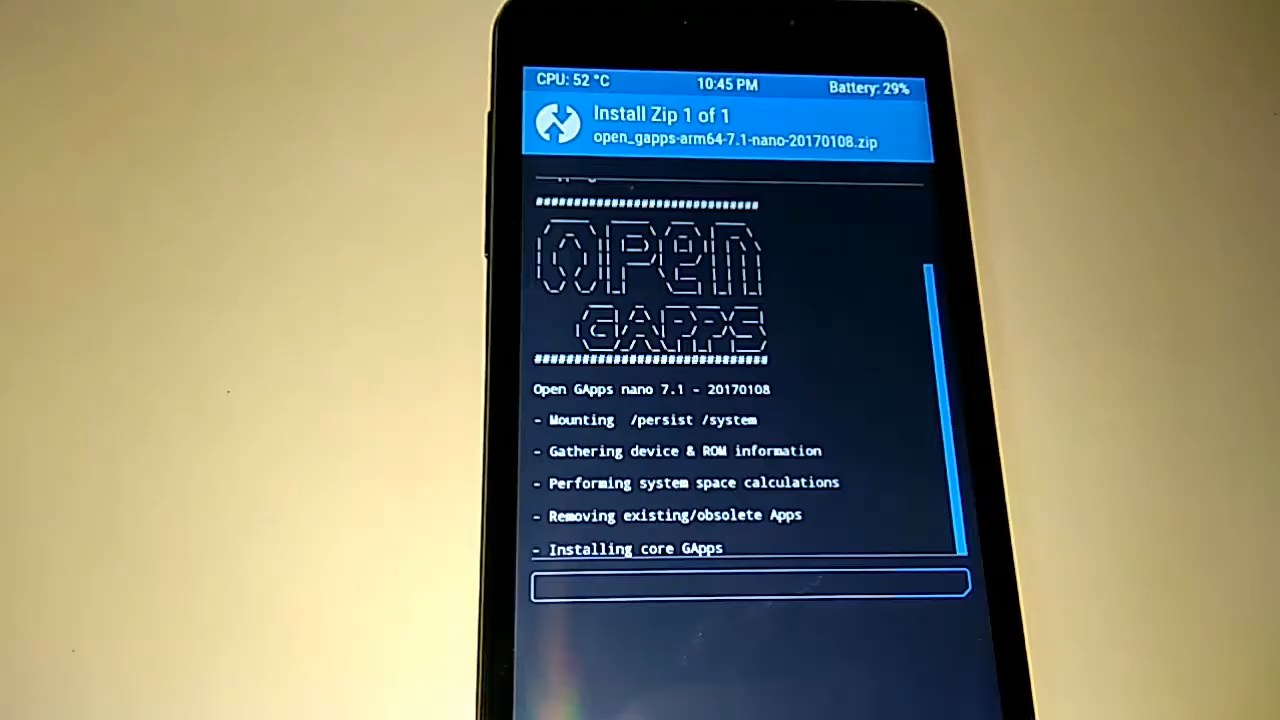 CPU: 52 °C 10:45 PM Battery: 29%
Install Zip 1 of 1
open_gapps-arm64-7.1-nano-20170108.zip
############################
OPEN
GAPPS
############################
Open GApps nano 7.1 - 20170108
- Mounting /persist /system
- Gathering device & ROM information
- Performing system space calculations
- Removing existing/obsolete Apps
- Installing core GApps